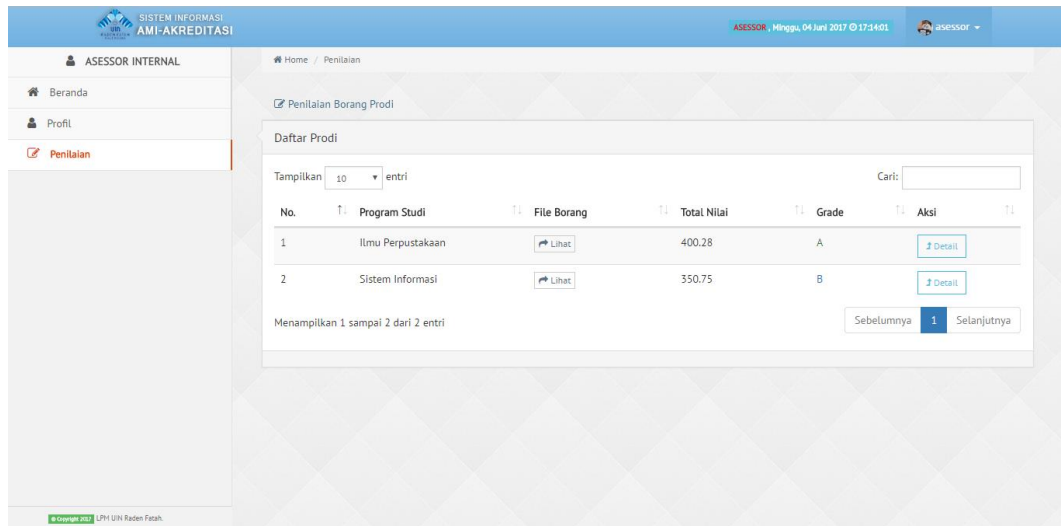 SISTEM INFORMASI
AMI-AKREDITASI
UIN
ASESSOR , Minggu, 04 Juni 2017 17:14:01
asessor
ASESSOR INTERNAL
Beranda
Profil
Penilaian
Home / Penilaian
Penilaian Borang Prodi
Daftar Prodi
Tampilkan 10 entri
Cari:
No. Program Studi File Borang Total Nilai Grade Aksi
1 Ilmu Perpustakaan Lihat 400.28 A Detail
2 Sistem Informasi Lihat 350.75 B Detail
Menampilkan 1 sampai 2 dari 2 entri
Sebelumnya 1 Selanjutnya
© Copyright 2017 LPM UIN Raden Fatah.